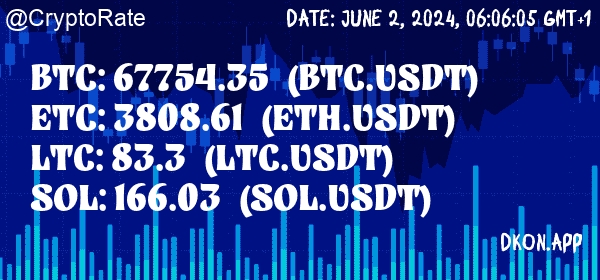 @CryptoRate
DATE: JUNE 2, 2024, 06:06:05 GMT+1
BTC: 67754.35 (BTC.USDT)
ETC: 3808.61 (ETH.USDT)
LTC: 83.3 (LTC.USDT)
SOL: 166.03 (SOL.USDT)
DKON.APP